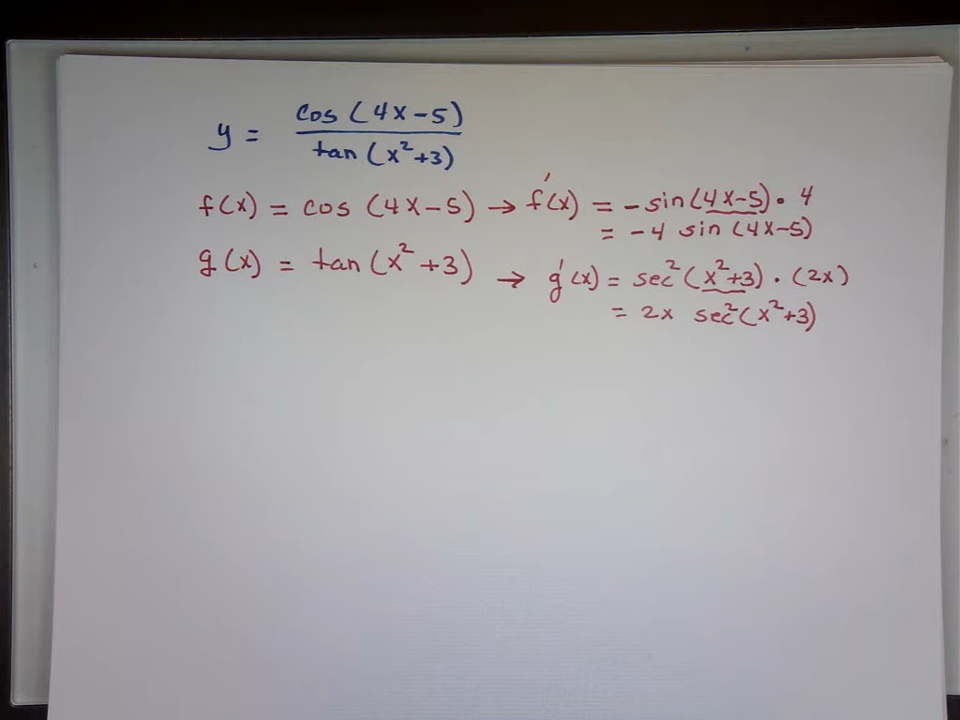 y = cos (4x-5) / tan (x²+3)
f(x) = cos (4x-5) → f'(x) = -sin(4x-5) • 4
= -4 sin (4x-5)
g(x) = tan (x²+3) → g'(x) = sec²(x²+3) • (2x)
= 2x sec²(x²+3)